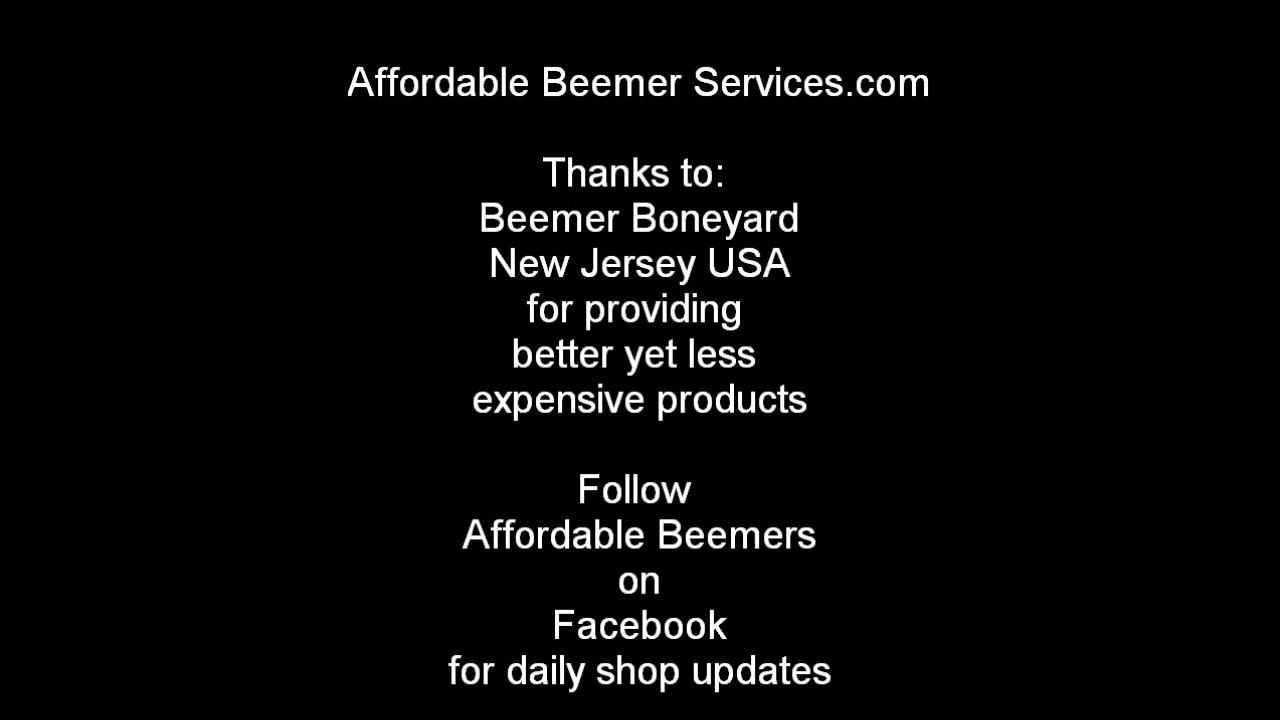 Affordable Beemer Services.com
Thanks to:
Beemer Boneyard
New Jersey USA
for providing
better yet less
expensive products
Follow
Affordable Beemers
on
Facebook
for daily shop updates